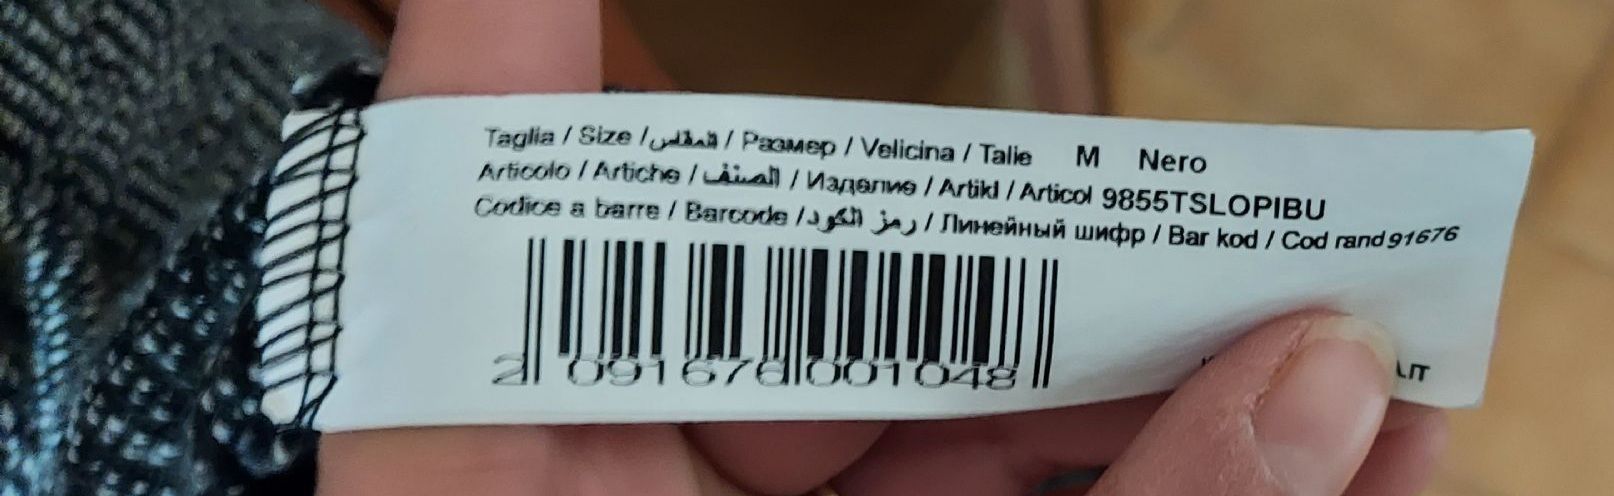 Taglia / Size / المقاس / Размер / Velicina / Talie M Nero
Articolo / Artiche / الصنف / Изделие / Artikl / Articol 9855TSLOPIBU
Codice a barre / Barcode / رمز الكود / Линейный шифр / Bar kod / Cod rand 91676
2 091676 001048
.IT